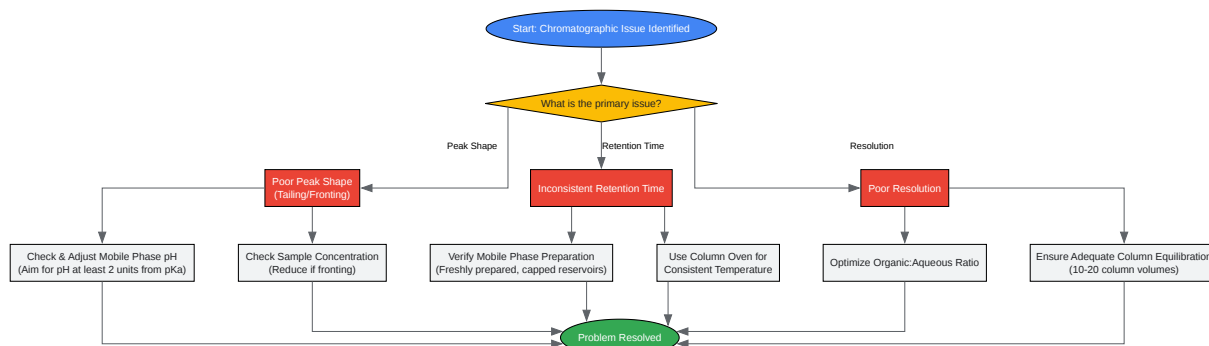 Start: Chromatographic Issue Identified
What is the primary issue?
Peak Shape
Retention Time
Resolution
Poor Peak Shape
(Tailing/Fronting)
Inconsistent Retention Time
Poor Resolution
Check & Adjust Mobile Phase pH
(Aim for pH at least 2 units from pKa)
Check Sample Concentration
(Reduce if fronting)
Verify Mobile Phase Preparation
(Freshly prepared, capped reservoirs)
Use Column Oven for
Consistent Temperature
Optimize Organic:Aqueous Ratio
Ensure Adequate Column Equilibration
(10-20 column volumes)
Problem Resolved